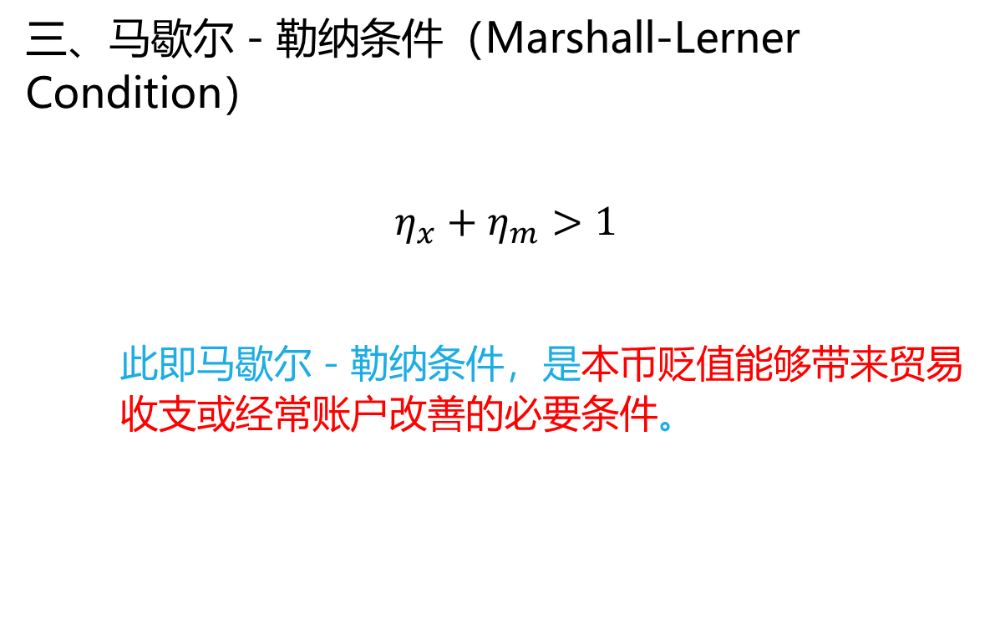 三、马歇尔－勒纳条件（Marshall-Lerner
Condition）
𝜂ₓ + 𝜂ₘ > 1
此即马歇尔－勒纳条件，是本币贬值能够带来贸易
收支或经常账户改善的必要条件。